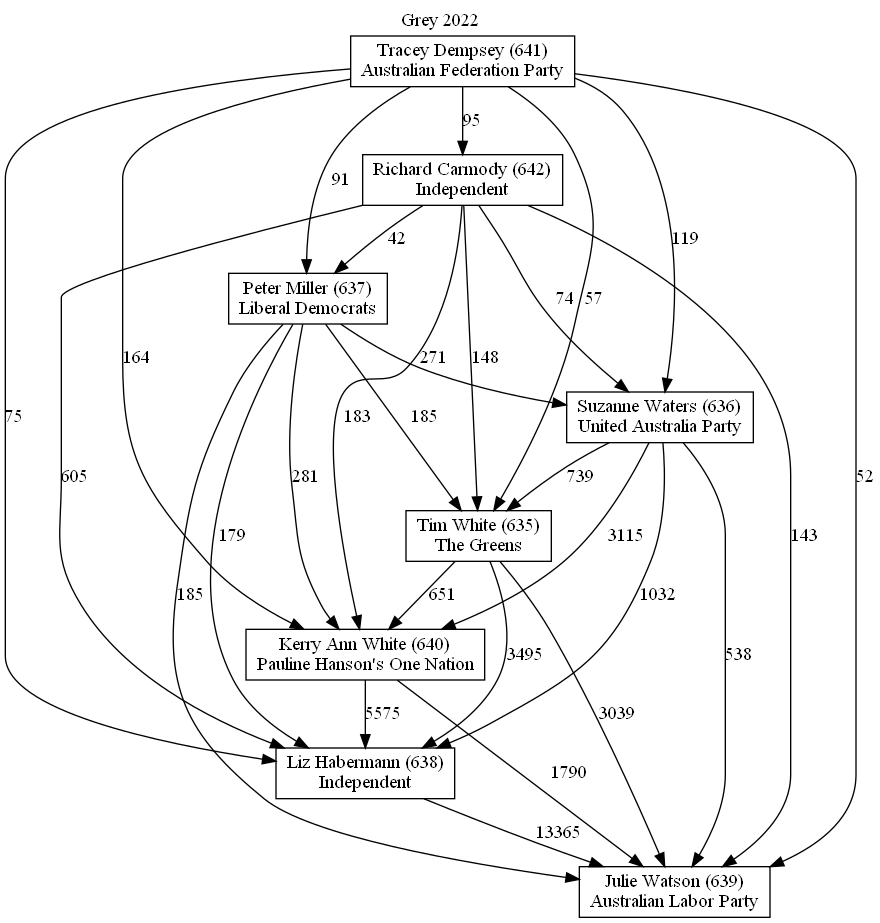 Grey 2022
Tracey Dempsey (641)
Australian Federation Party
95
Richard Carmody (642)
Independent
91
119
42
Peter Miller (637)
Liberal Democrats
74
57
164
271
148
Suzanne Waters (636)
United Australia Party
75
183
185
605
281
739
52
Tim White (635)
The Greens
179
3115
143
185
651
1032
Kerry Ann White (640)
Pauline Hanson's One Nation
3495
538
5575
3039
Liz Habermann (638)
Independent
1790
13365
Julie Watson (639)
Australian Labor Party